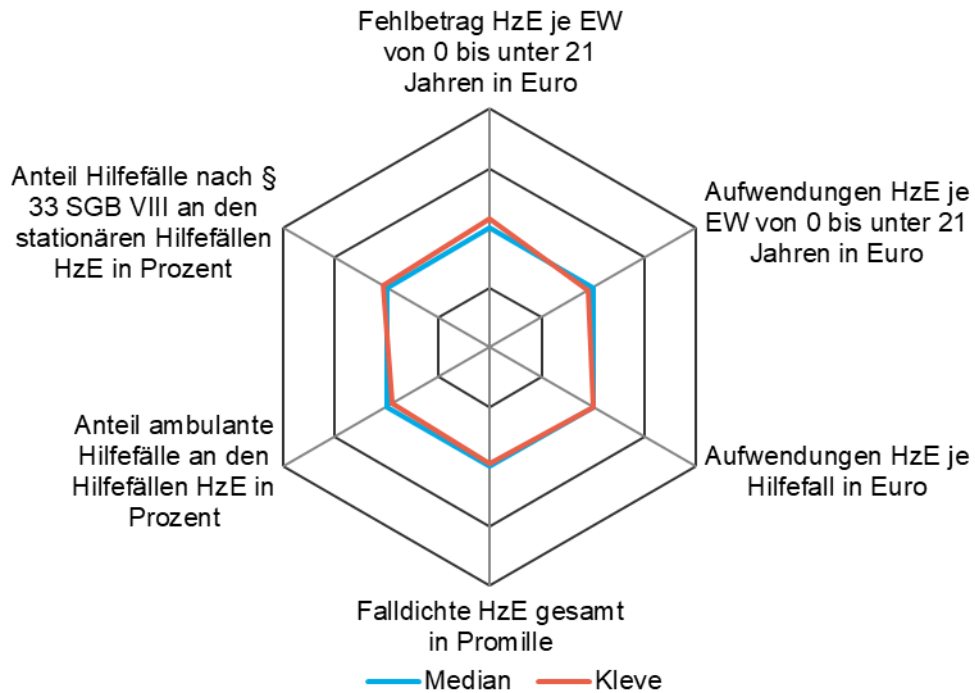 Fehlbetrag HzE je EW
von 0 bis unter 21
Jahren in Euro
Aufwendungen HzE je
EW von 0 bis unter 21
Jahren in Euro
Aufwendungen HzE je
Hilfefall in Euro
Falldichte HzE gesamt
in Promille
Anteil ambulante
Hilfefälle an den
Hilfefällen HzE in
Prozent
Anteil Hilfefälle nach §
33 SGB VIII an den
stationären Hilfefällen
HzE in Prozent
Median
Kleve